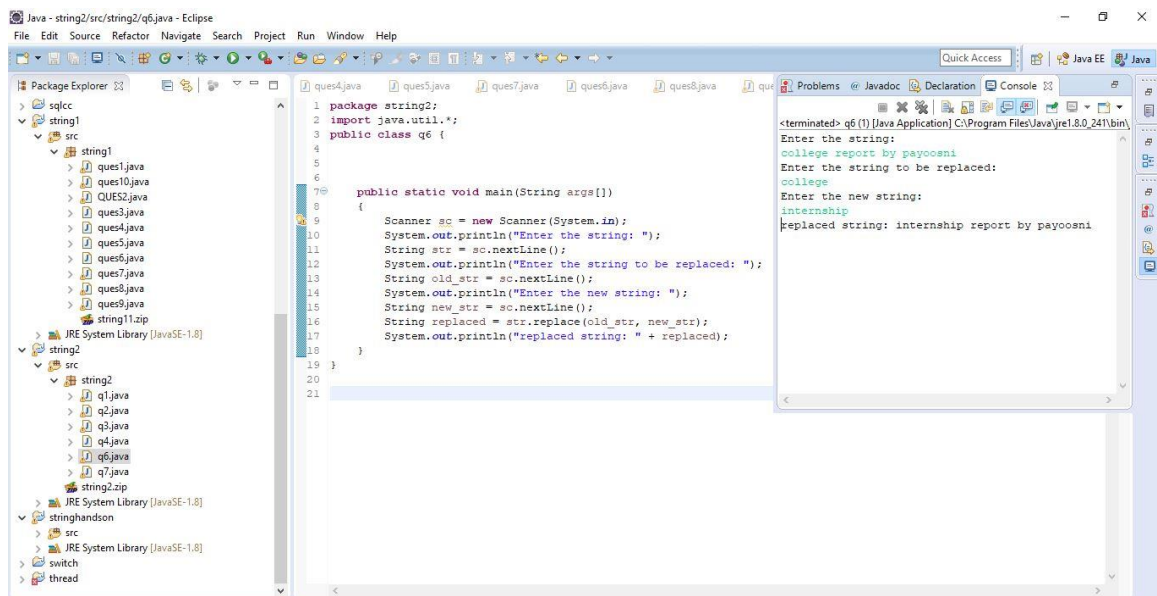 Java - string2/src/string2/q6.java - Eclipse
File Edit Source Refactor Navigate Search Project Run Window Help
Quick Access
Java EE
Java
Package Explorer
sqlcc
string1
src
string1
ques1.java
ques10.java
QUES2.java
ques3.java
ques4.java
ques5.java
ques6.java
ques7.java
ques8.java
ques9.java
string11.zip
JRE System Library [JavaSE-1.8]
string2
src
string2
q1.java
q2.java
q3.java
q4.java
q6.java
q7.java
string2.zip
JRE System Library [JavaSE-1.8]
stringhandson
src
JRE System Library [JavaSE-1.8]
switch
thread
ques4.java ques5.java ques7.java ques6.java ques8.java que
1 package string2;
2 import java.util.*;
3 public class q6 {
4
5
6
7 public static void main(String args[])
8 {
9 Scanner sc = new Scanner(System.in);
10 System.out.println("Enter the string: ");
11 String str = sc.nextLine();
12 System.out.println("Enter the string to be replaced: ");
13 String old_str = sc.nextLine();
14 System.out.println("Enter the new string: ");
15 String new_str = sc.nextLine();
16 String replaced = str.replace(old_str, new_str);
17 System.out.println("replaced string: " + replaced);
18 }
19 }
20
21
Problems @ Javadoc Declaration Console
<terminated> q6 (1) [Java Application] C:\Program Files\Java\jre1.8.0_241\bin\
Enter the string:
college report by payoosni
Enter the string to be replaced:
college
Enter the new string:
internship
replaced string: internship report by payoosni